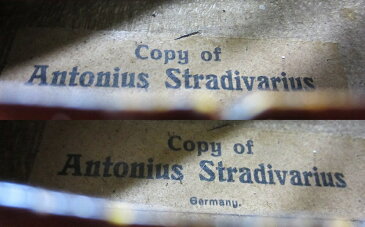 Copy of
Antonius Stradivarius
Copy of
Antonius Stradivarius
Germany.